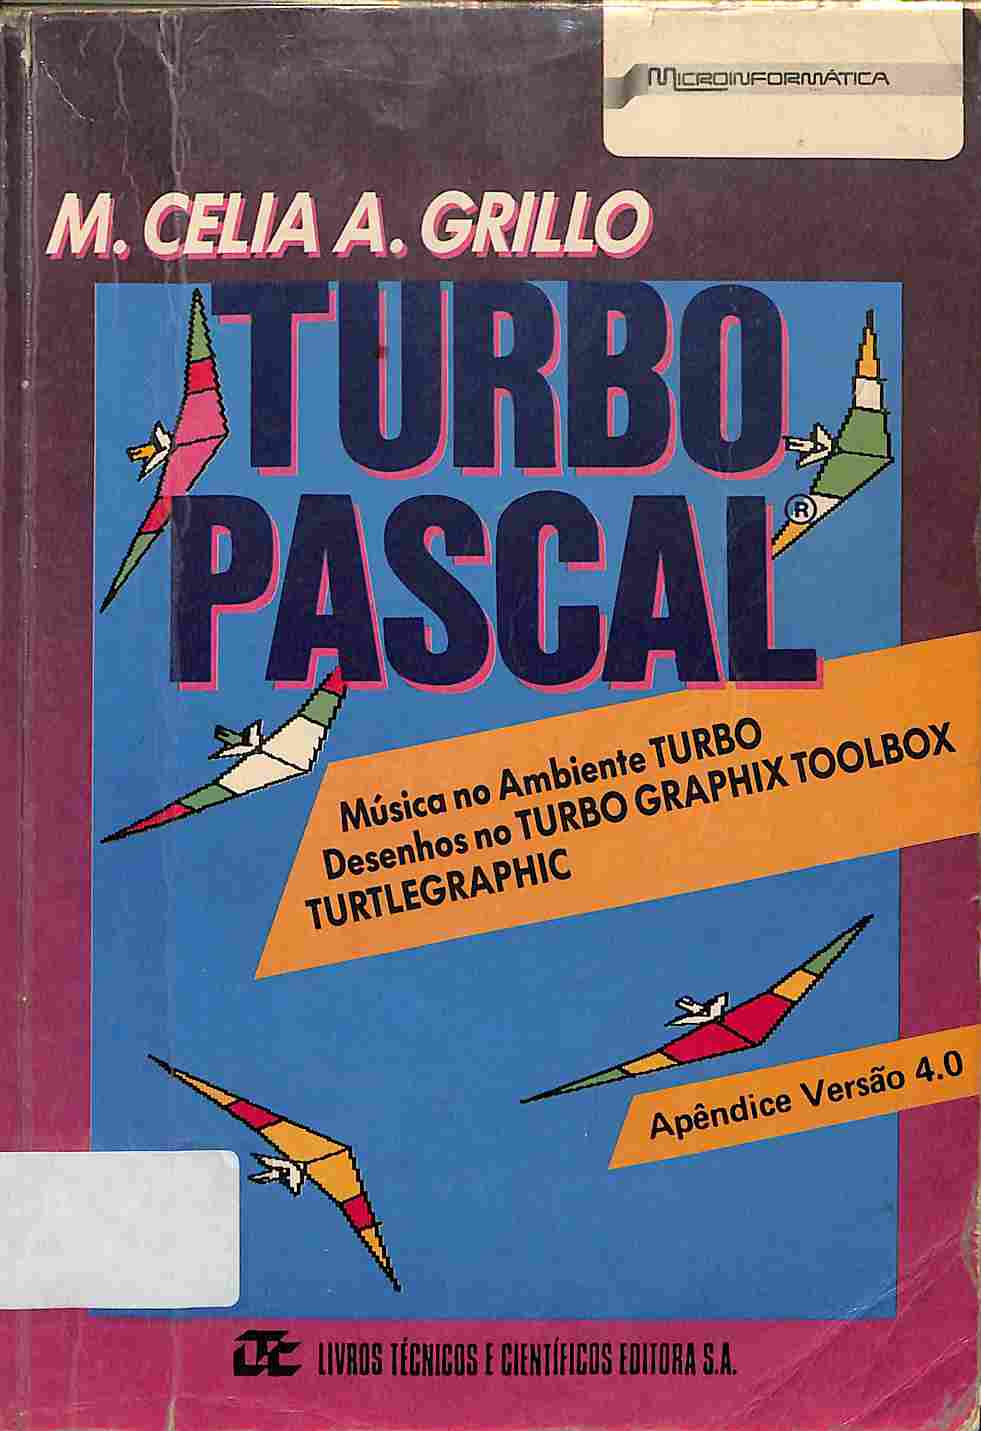 MICROINFORMÁTICA
M. CELIA A. GRILLO
TURBO
PASCAL®
Música no Ambiente TURBO
Desenhos no TURBO GRAPHIX TOOLBOX
TURTLEGRAPHIC
Apêndice Versão 4.0
LTC LIVROS TÉCNICOS E CIENTÍFICOS EDITORA S.A.